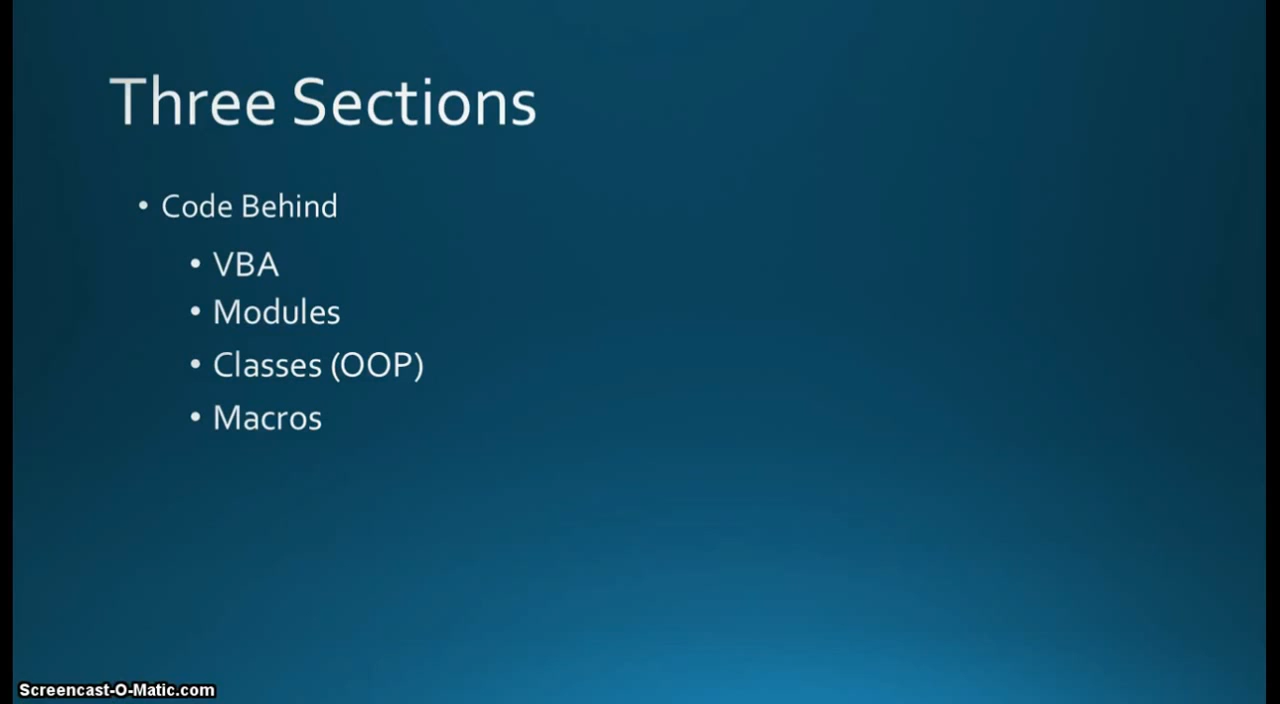 Three Sections
• Code Behind
• VBA
• Modules
• Classes (OOP)
• Macros
Screencast-O-Matic.com